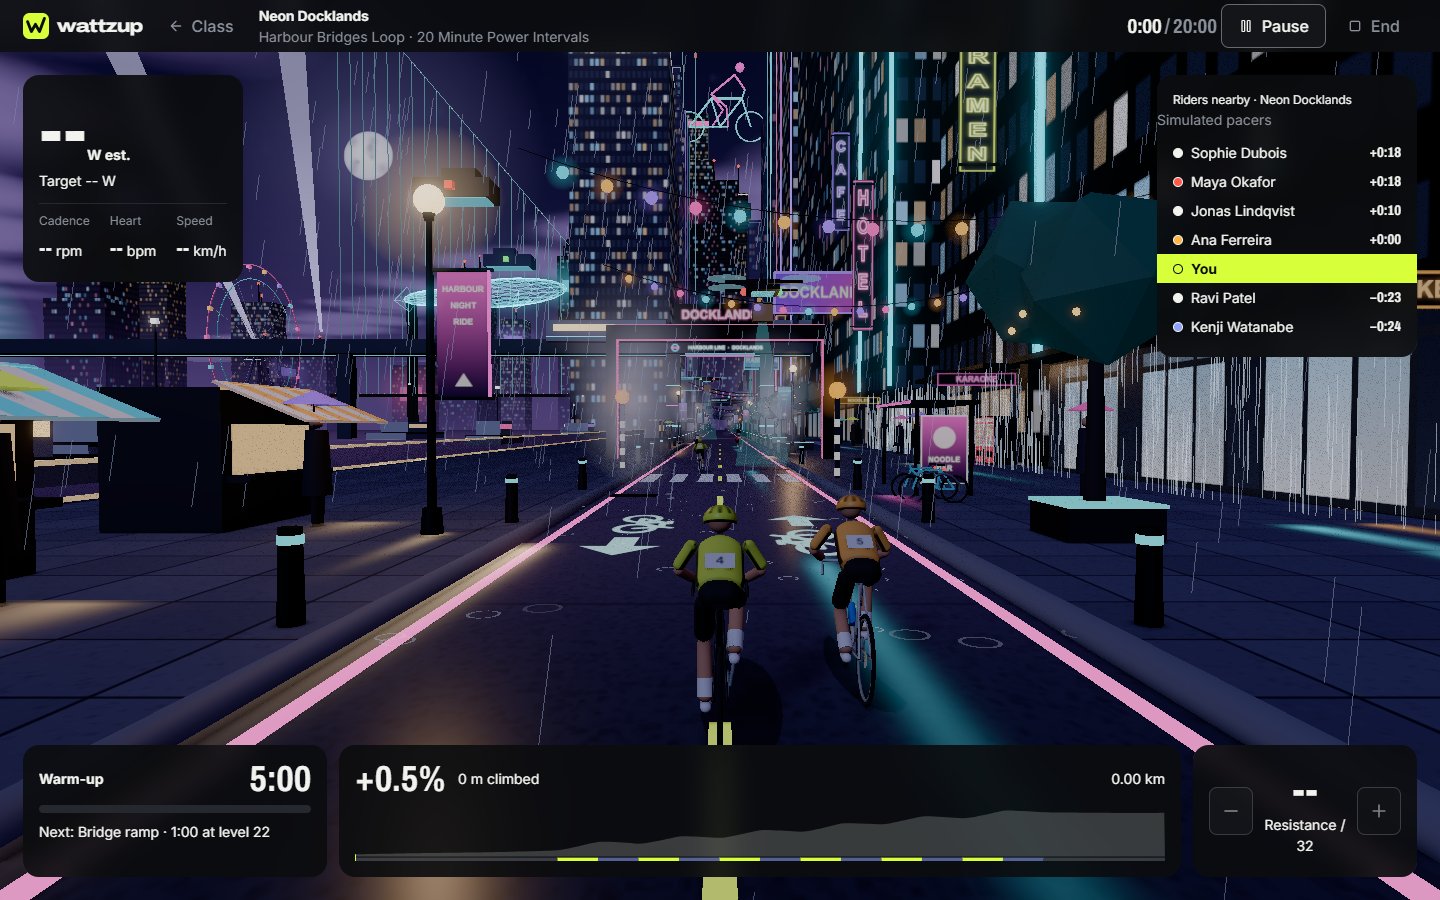 W wattzup
Class
Neon Docklands
Harbour Bridges Loop · 20 Minute Power Intervals
0:00 / 20:00
Pause
End
--
W est.
Target -- W
Cadence Heart Speed
-- rpm -- bpm -- km/h
Riders nearby · Neon Docklands
Simulated pacers
Sophie Dubois +0:18
Maya Okafor +0:18
Jonas Lindqvist +0:10
Ana Ferreira +0:00
You
Ravi Patel −0:23
Kenji Watanabe −0:24
RAMEN
CAFE
HOTEL
HARBOUR
NIGHT
RIDE
DOCKLAN
DOCKLANDS
HARBOUR LINE · DOCKLANDS
KARAOKE
NOODLE
BAR
4
5
Warm-up 5:00
Next: Bridge ramp · 1:00 at level 22
+0.5% 0 m climbed 0.00 km
--
Resistance /
32